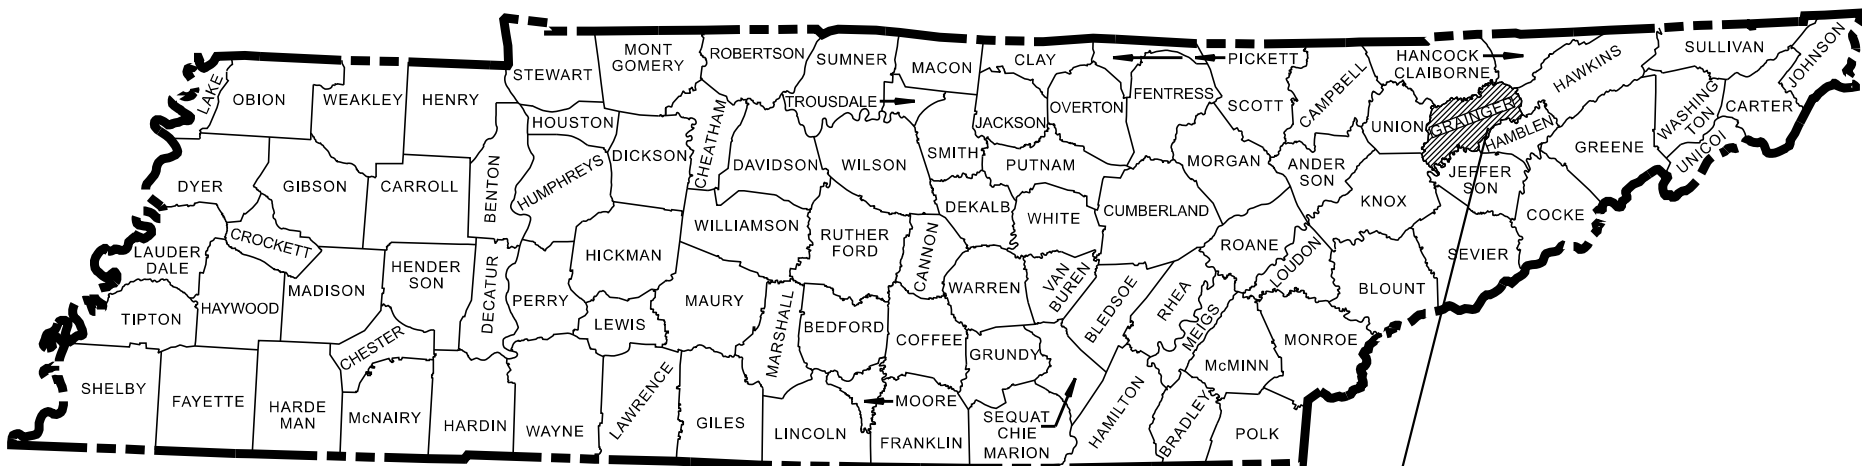 LAKE
OBION
WEAKLEY
HENRY
STEWART
MONT
GOMERY
ROBERTSON
SUMNER
MACON
CLAY
PICKETT
HANCOCK
CLAIBORNE
HAWKINS
SULLIVAN
JOHNSON
TROUSDALE
JACKSON
OVERTON
FENTRESS
SCOTT
CAMPBELL
UNION
GRAINGER
HAMBLEN
WASHING
TON
CARTER
UNICOI
GREENE
HOUSTON
DICKSON
CHEATHAM
DAVIDSON
WILSON
SMITH
PUTNAM
MORGAN
ANDER
SON
JEFFER
SON
DYER
GIBSON
CARROLL
BENTON
HUMPHREYS
DEKALB
WHITE
CUMBERLAND
KNOX
COCKE
LAUDER
DALE
CROCKETT
HENDER
SON
DECATUR
PERRY
HICKMAN
WILLIAMSON
RUTHER
FORD
CANNON
WARREN
VAN
BUREN
BLEDSOE
RHEA
ROANE
LOUDON
BLOUNT
SEVIER
TIPTON
HAYWOOD
MADISON
CHESTER
LEWIS
MAURY
MARSHALL
BEDFORD
COFFEE
GRUNDY
MEIGS
McMINN
MONROE
SHELBY
FAYETTE
HARDE
MAN
McNAIRY
HARDIN
WAYNE
LAWRENCE
GILES
LINCOLN
MOORE
FRANKLIN
SEQUAT
CHIE
MARION
HAMILTON
BRADLEY
POLK